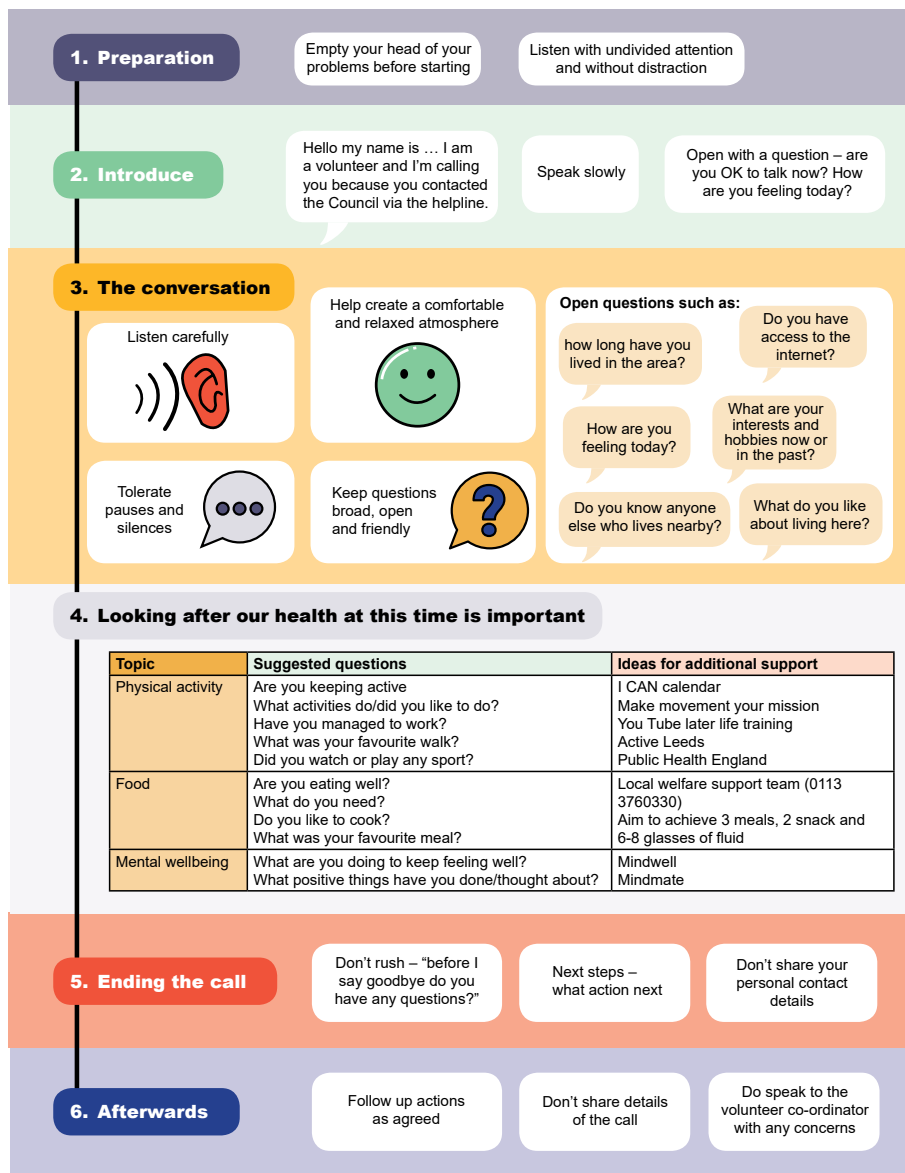 1. Preparation
Empty your head of your
problems before starting
Listen with undivided attention
and without distraction
2. Introduce
Hello my name is … I am
a volunteer and I'm calling
you because you contacted
the Council via the helpline.
Speak slowly
Open with a question – are
you OK to talk now? How
are you feeling today?
3. The conversation
Listen carefully
Help create a comfortable
and relaxed atmosphere
Tolerate
pauses and
silences
Keep questions
broad, open
and friendly
?
Open questions such as:
how long have you
lived in the area?
Do you have
access to the
internet?
How are you
feeling today?
What are your
interests and
hobbies now or
in the past?
Do you know anyone
else who lives nearby?
What do you like
about living here?
4. Looking after our health at this time is important
Topic
Suggested questions
Ideas for additional support
Physical activity
Are you keeping active
What activities do/did you like to do?
Have you managed to work?
What was your favourite walk?
Did you watch or play any sport?
I CAN calendar
Make movement your mission
You Tube later life training
Active Leeds
Public Health England
Food
Are you eating well?
What do you need?
Do you like to cook?
What was your favourite meal?
Local welfare support team (0113
3760330)
Aim to achieve 3 meals, 2 snack and
6-8 glasses of fluid
Mental wellbeing
What are you doing to keep feeling well?
What positive things have you done/thought about?
Mindwell
Mindmate
5. Ending the call
Don't rush – “before I
say goodbye do you
have any questions?”
Next steps –
what action next
Don't share your
personal contact
details
6. Afterwards
Follow up actions
as agreed
Don't share details
of the call
Do speak to the
volunteer co-ordinator
with any concerns